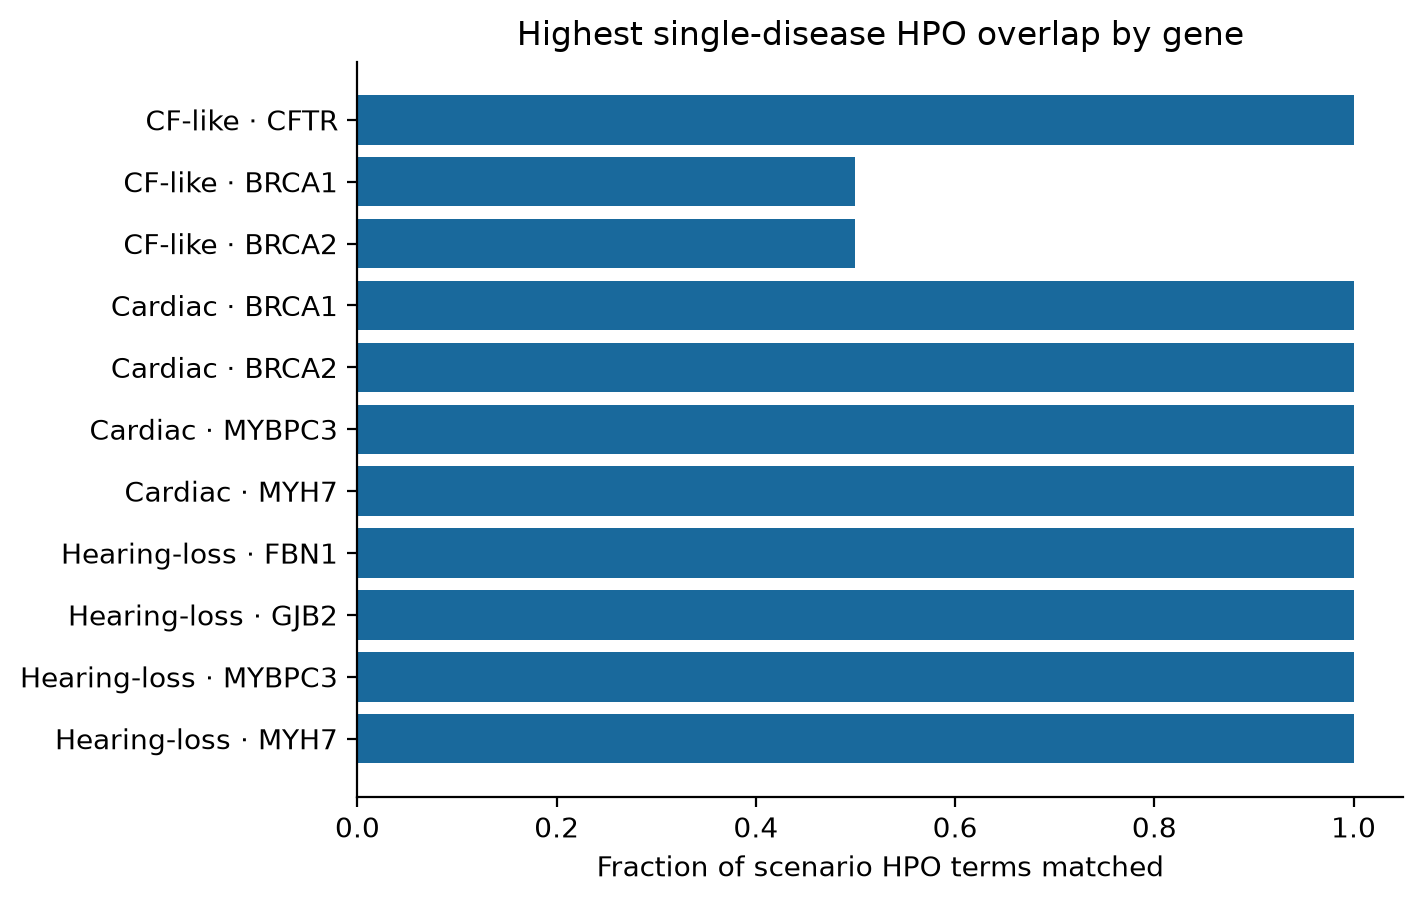 Highest single-disease HPO overlap by gene
CF-like · CFTR
CF-like · BRCA1
CF-like · BRCA2
Cardiac · BRCA1
Cardiac · BRCA2
Cardiac · MYBPC3
Cardiac · MYH7
Hearing-loss · FBN1
Hearing-loss · GJB2
Hearing-loss · MYBPC3
Hearing-loss · MYH7
0.0 0.2 0.4 0.6 0.8 1.0
Fraction of scenario HPO terms matched